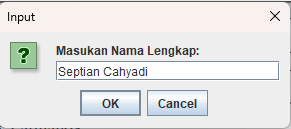 Input
Masukan Nama Lengkap:
Septian Cahyadi
OK
Cancel